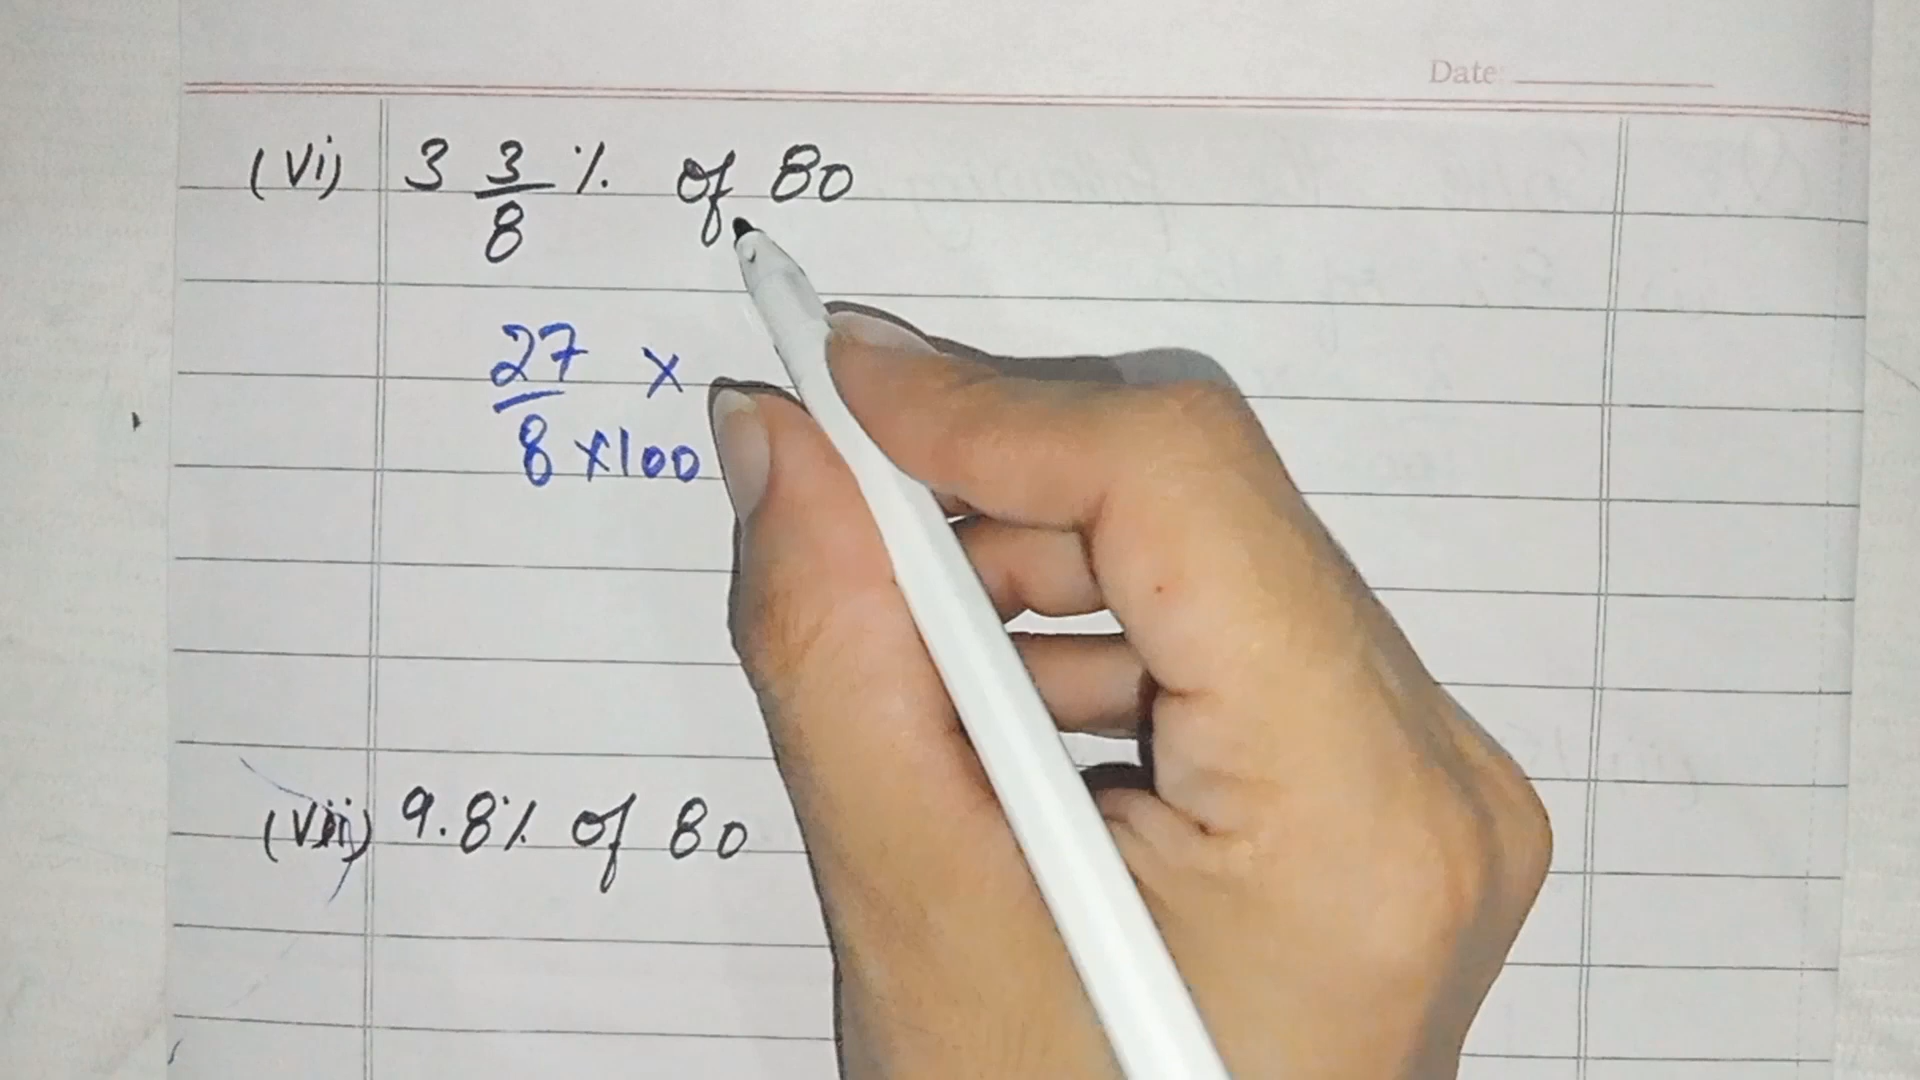 Date:
(vi) 3 3/8 % of 80
27/8×100 ×
(vii) 9.8% of 80